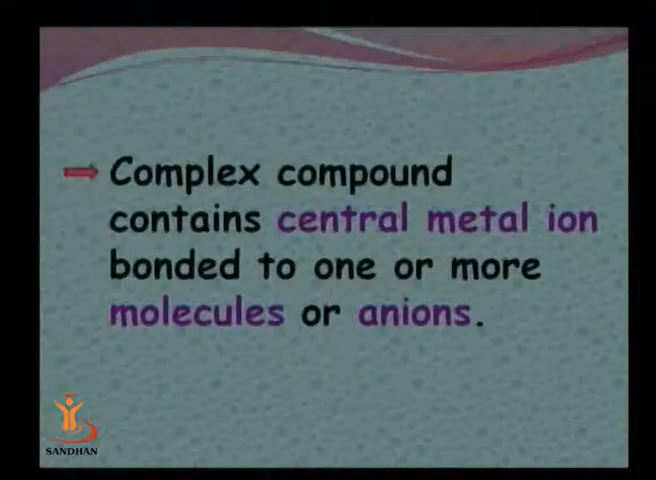 Complex compound
contains central metal ion
bonded to one or more
molecules or anions.
SANDHAN